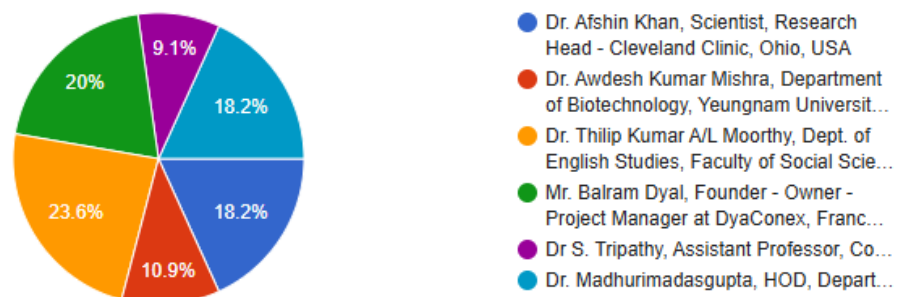 9.1%
20%
18.2%
23.6%
18.2%
10.9%
Dr. Afshin Khan, Scientist, Research
Head - Cleveland Clinic, Ohio, USA
Dr. Awdesh Kumar Mishra, Department
of Biotechnology, Yeungnam Universit...
Dr. Thilip Kumar A/L Moorthy, Dept. of
English Studies, Faculty of Social Scie...
Mr. Balram Dyal, Founder - Owner -
Project Manager at DyaConex, Franc...
Dr S. Tripathy, Assistant Professor, Co...
Dr. Madhurimadasgupta, HOD, Depart...